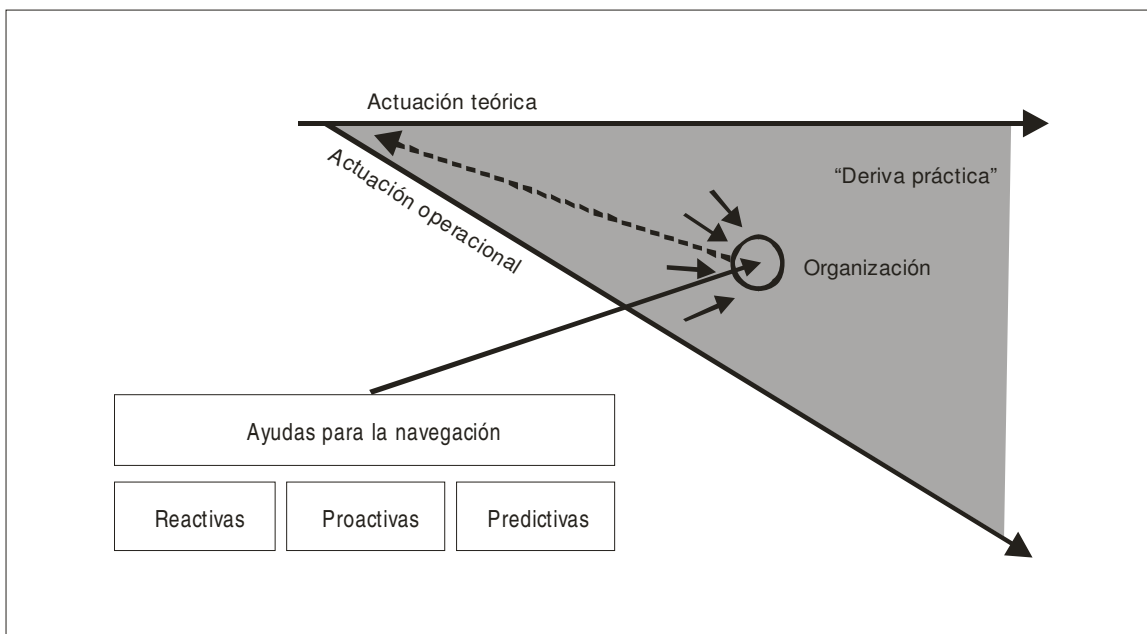 Actuación teórica
“Deriva práctica”
Actuación operacional
Organización
Ayudas para la navegación
Reactivas
Proactivas
Predictivas